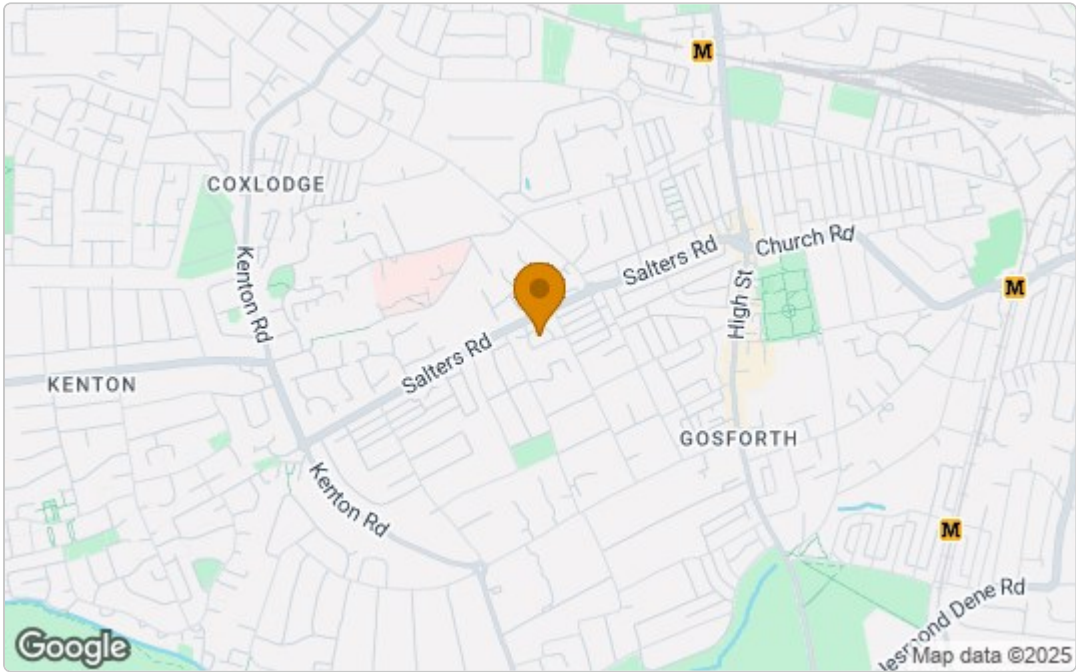 M
COXLODGE
Church Rd
Salters Rd
Kenton Rd
M
High St
Salters Rd
KENTON
GOSFORTH
Kenton Rd
M
Jesmond Dene Rd
Google
Map data ©2025